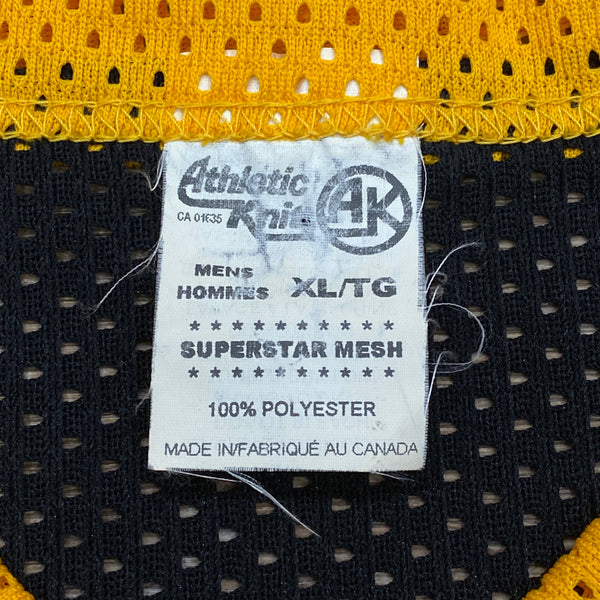 Athletic
Knit
AK
CA 01635
MENS
HOMMES XL/TG
★ ★ ★ ★ ★ ★ ★ ★ ★ ★
SUPERSTAR MESH
★ ★ ★ ★ ★ ★ ★ ★ ★ ★
100% POLYESTER
MADE IN/FABRIQUÉ AU CANADA